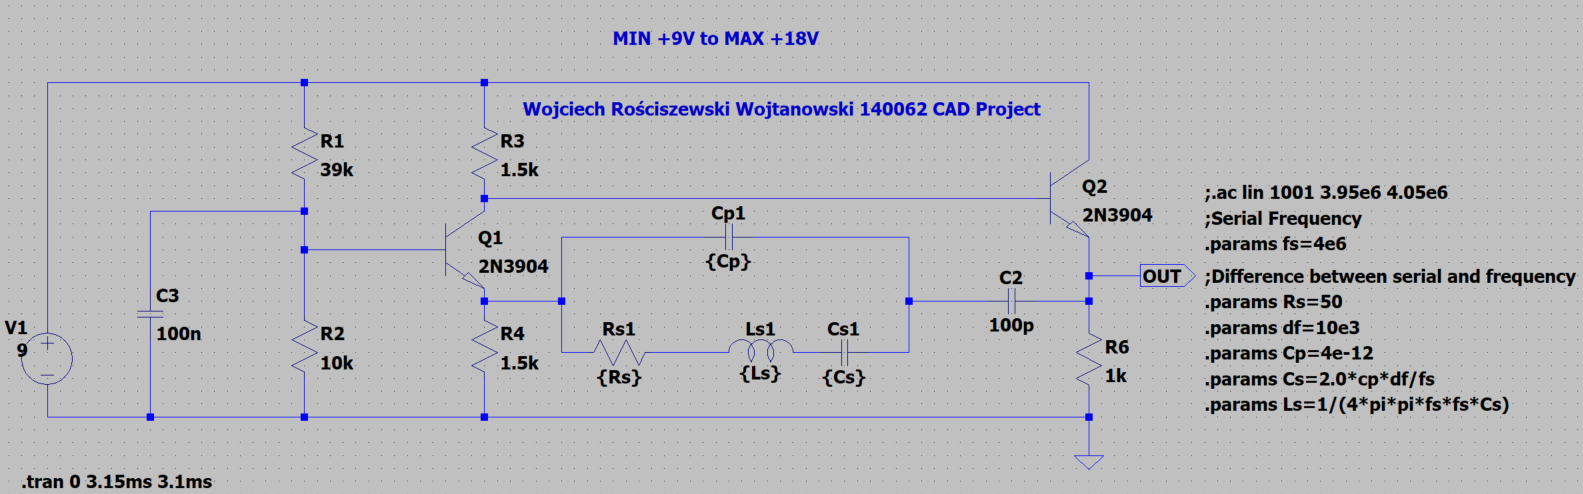 MIN +9V to MAX +18V
Wojciech Rościszewski Wojtanowski 140062 CAD Project
R1
39k
R3
1.5k
Q2
2N3904
;.ac lin 1001 3.95e6 4.05e6
;Serial Frequency
.params fs=4e6
Cp1
{Cp}
Q1
2N3904
OUT
;Difference between serial and frequency
.params Rs=50
.params df=10e3
.params Cp=4e-12
.params Cs=2.0*cp*df/fs
.params Ls=1/(4*pi*pi*fs*fs*Cs)
C2
100p
C3
100n
V1
9
+
−
R2
10k
R4
1.5k
Rs1
{Rs}
Ls1
{Ls}
Cs1
{Cs}
R6
1k
.tran 0 3.15ms 3.1ms